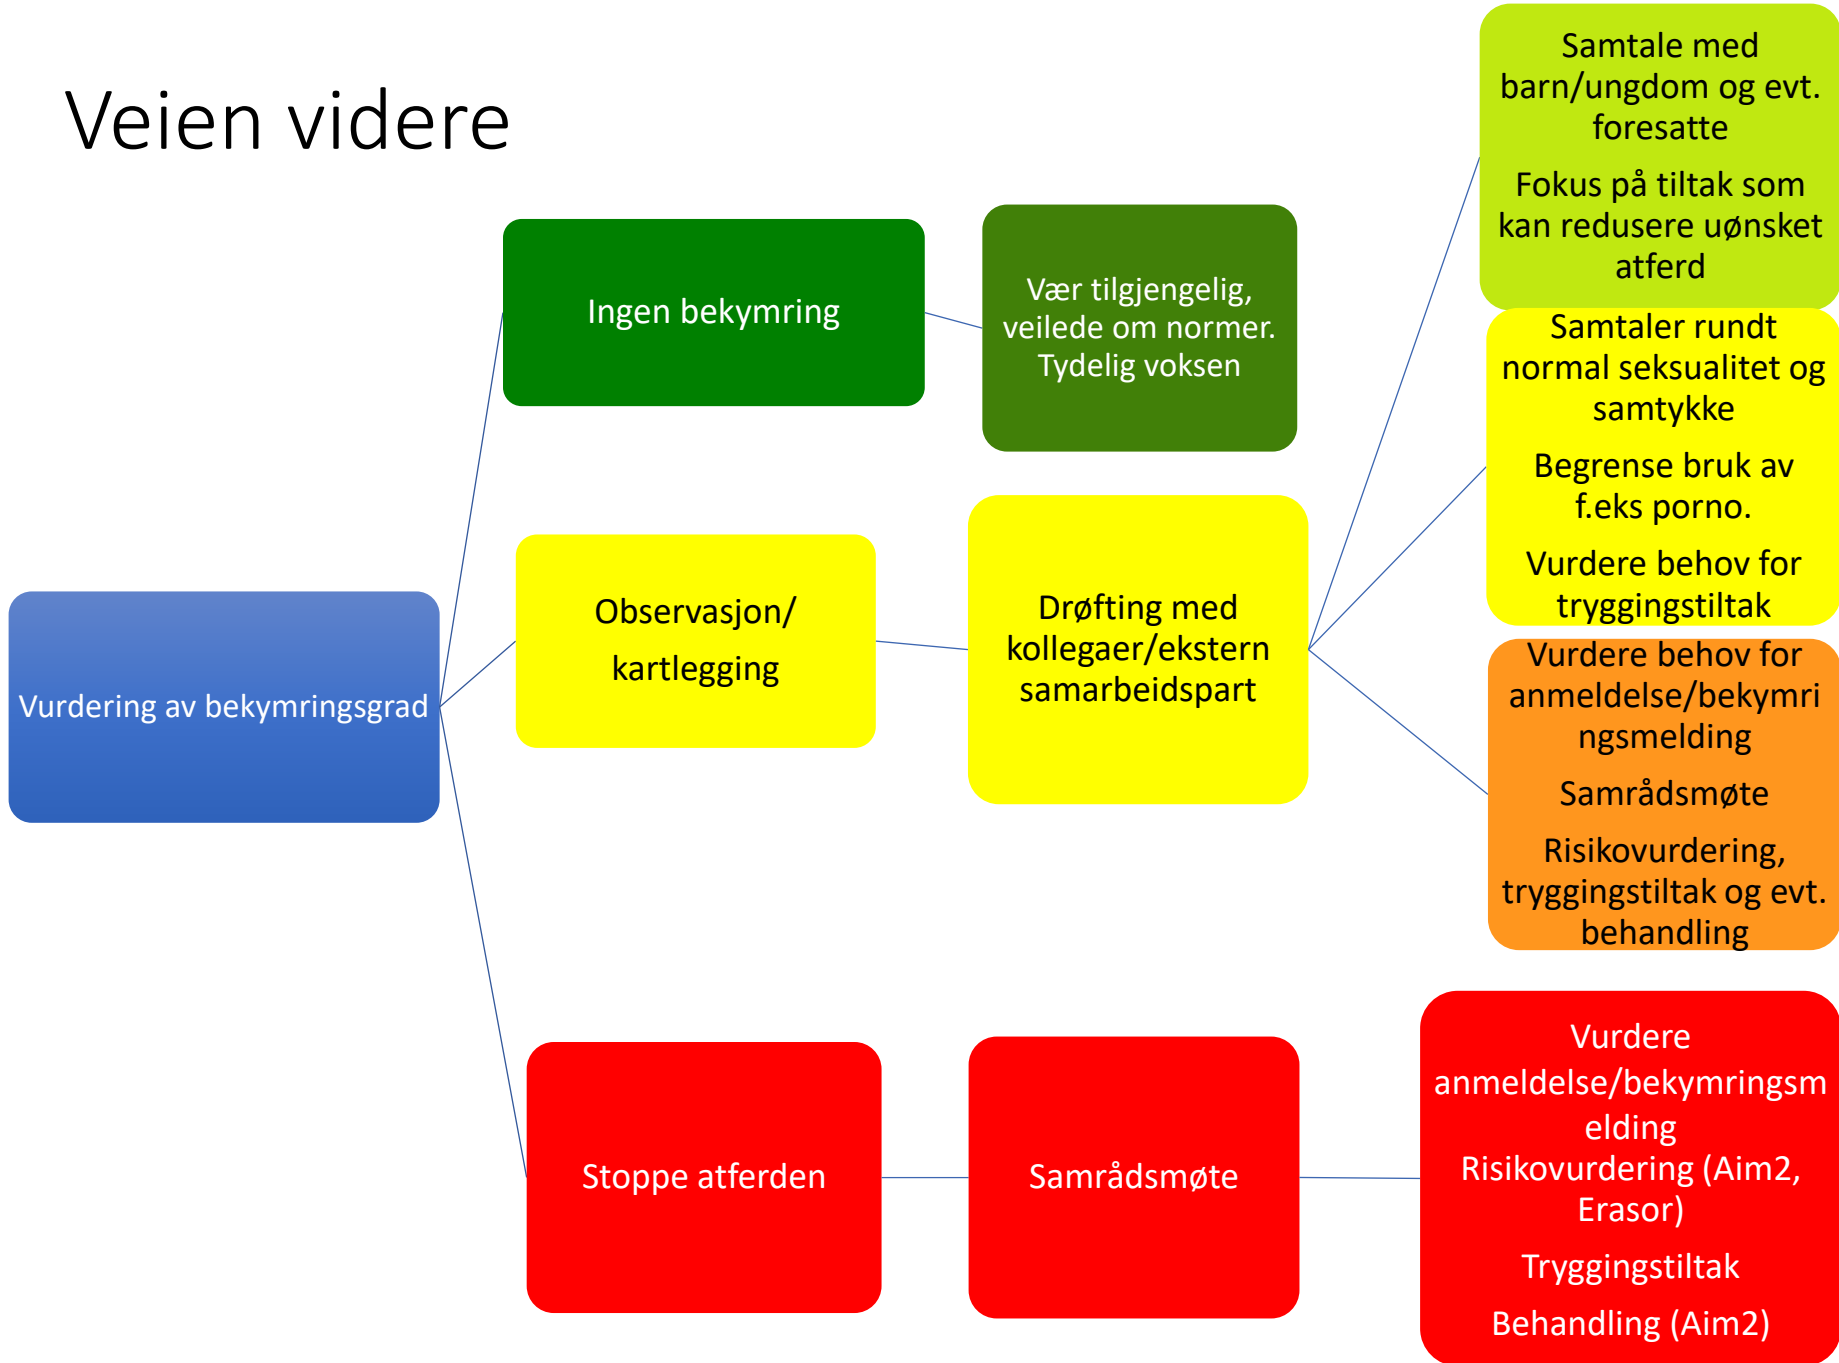 Veien videre
Vurdering av bekymringsgrad
Ingen bekymring
Vær tilgjengelig,
veilede om normer.
Tydelig voksen
Observasjon/
kartlegging
Drøfting med
kollegaer/ekstern
samarbeidspart
Samtale med
barn/ungdom og evt.
foresatte
Fokus på tiltak som
kan redusere uønsket
atferd
Samtaler rundt
normal seksualitet og
samtykke
Begrense bruk av
f.eks porno.
Vurdere behov for
tryggingstiltak
Vurdere behov for
anmeldelse/bekymri
ngsmelding
Samrådsmøte
Risikovurdering,
tryggingstiltak og evt.
behandling
Stoppe atferden
Samrådsmøte
Vurdere
anmeldelse/bekymringsm
elding
Risikovurdering (Aim2,
Erasor)
Tryggingstiltak
Behandling (Aim2)